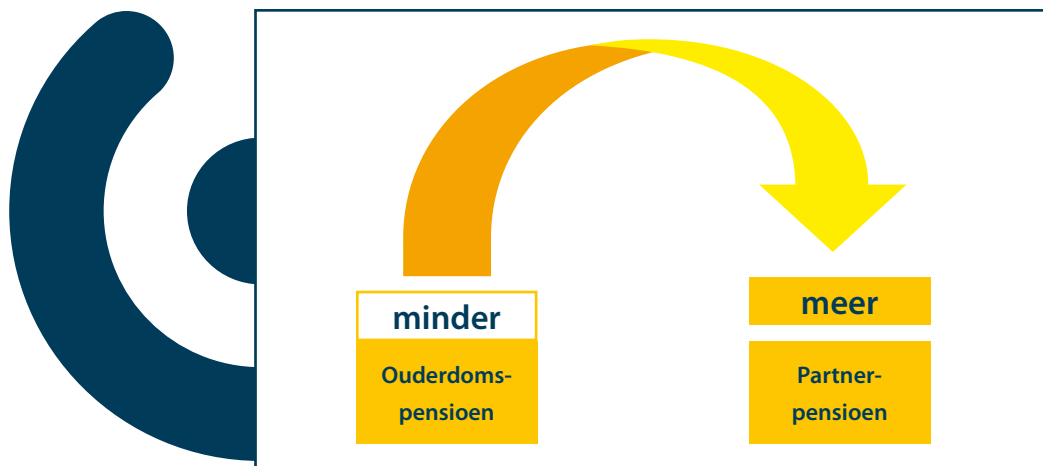 minder
Ouderdoms-
pensioen
meer
Partner-
pensioen